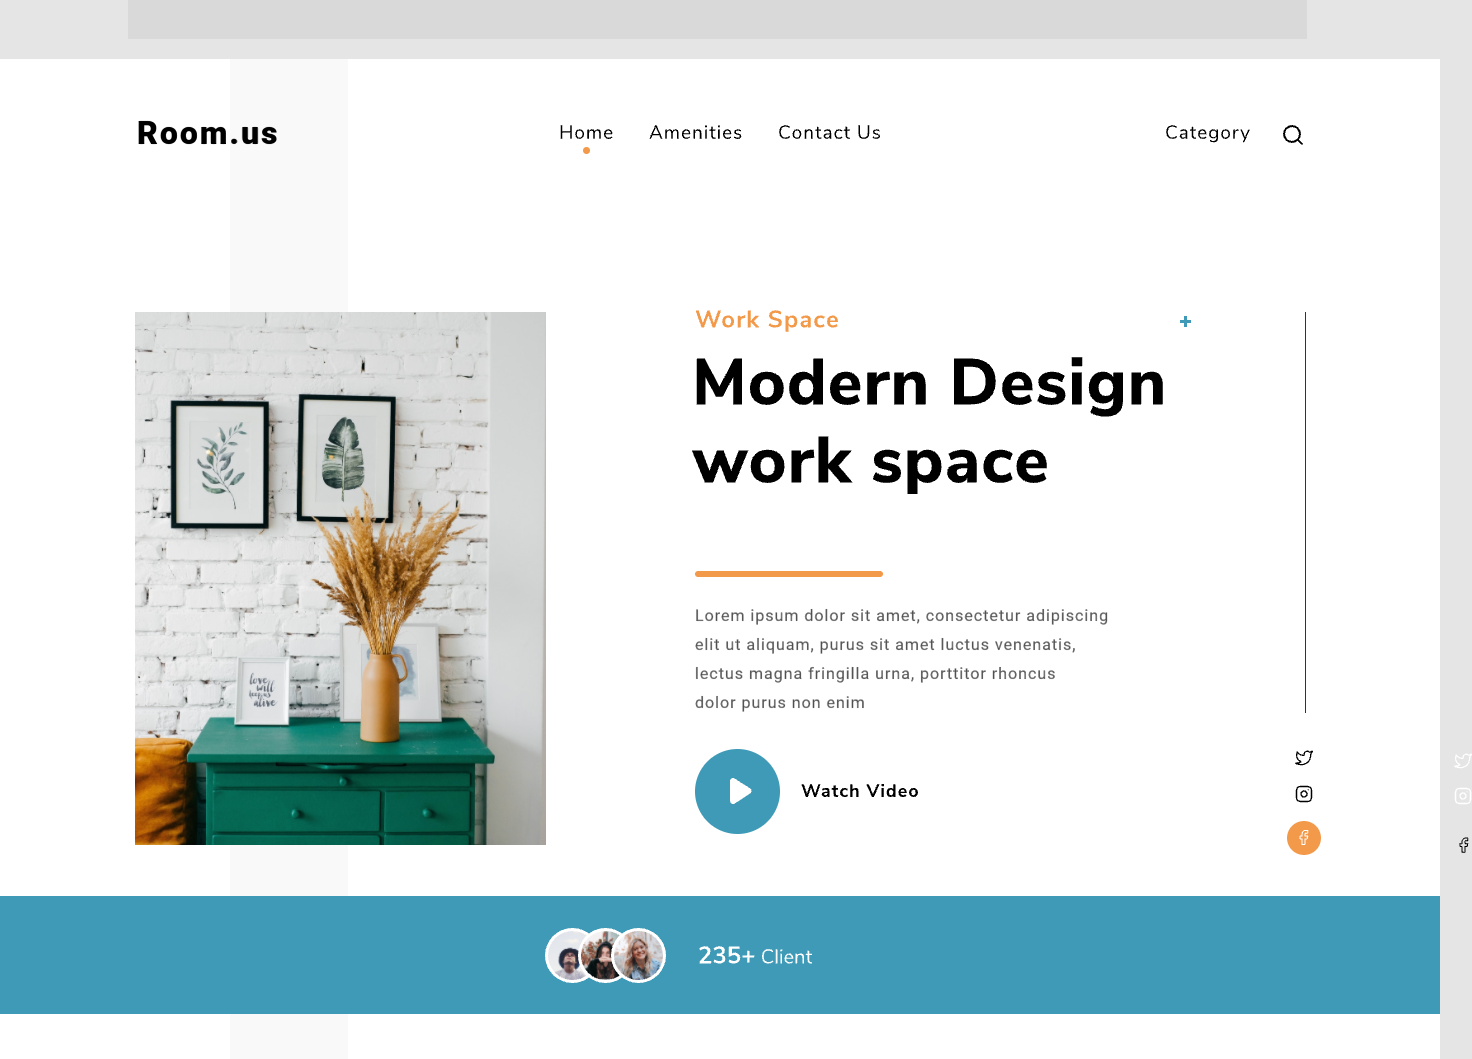 Room.us
Home Amenities Contact Us Category
Work Space
Modern Design
work space
Lorem ipsum dolor sit amet, consectetur adipiscing
elit ut aliquam, purus sit amet luctus venenatis,
lectus magna fringilla urna, porttitor rhoncus
dolor purus non enim
love
will
keep us
alive
Watch Video
235+ Client